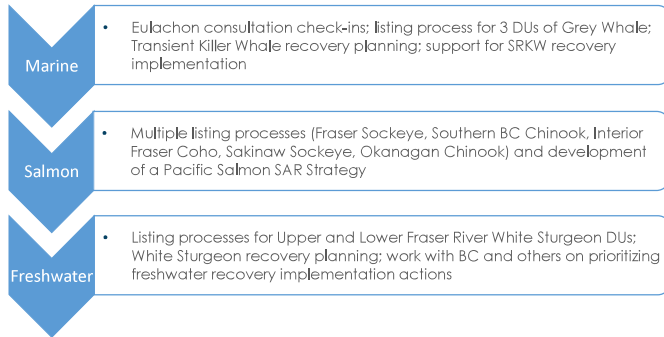 Marine
• Eulachon consultation check-ins; listing process for 3 DUs of Grey Whale;
Transient Killer Whale recovery planning; support for SRKW recovery
implementation
Salmon
• Multiple listing processes (Fraser Sockeye, Southern BC Chinook, Interior
Fraser Coho, Sakinaw Sockeye, Okanagan Chinook) and development
of a Pacific Salmon SAR Strategy
Freshwater
• Listing processes for Upper and Lower Fraser River White Sturgeon DUs;
White Sturgeon recovery planning; work with BC and others on prioritizing
freshwater recovery implementation actions